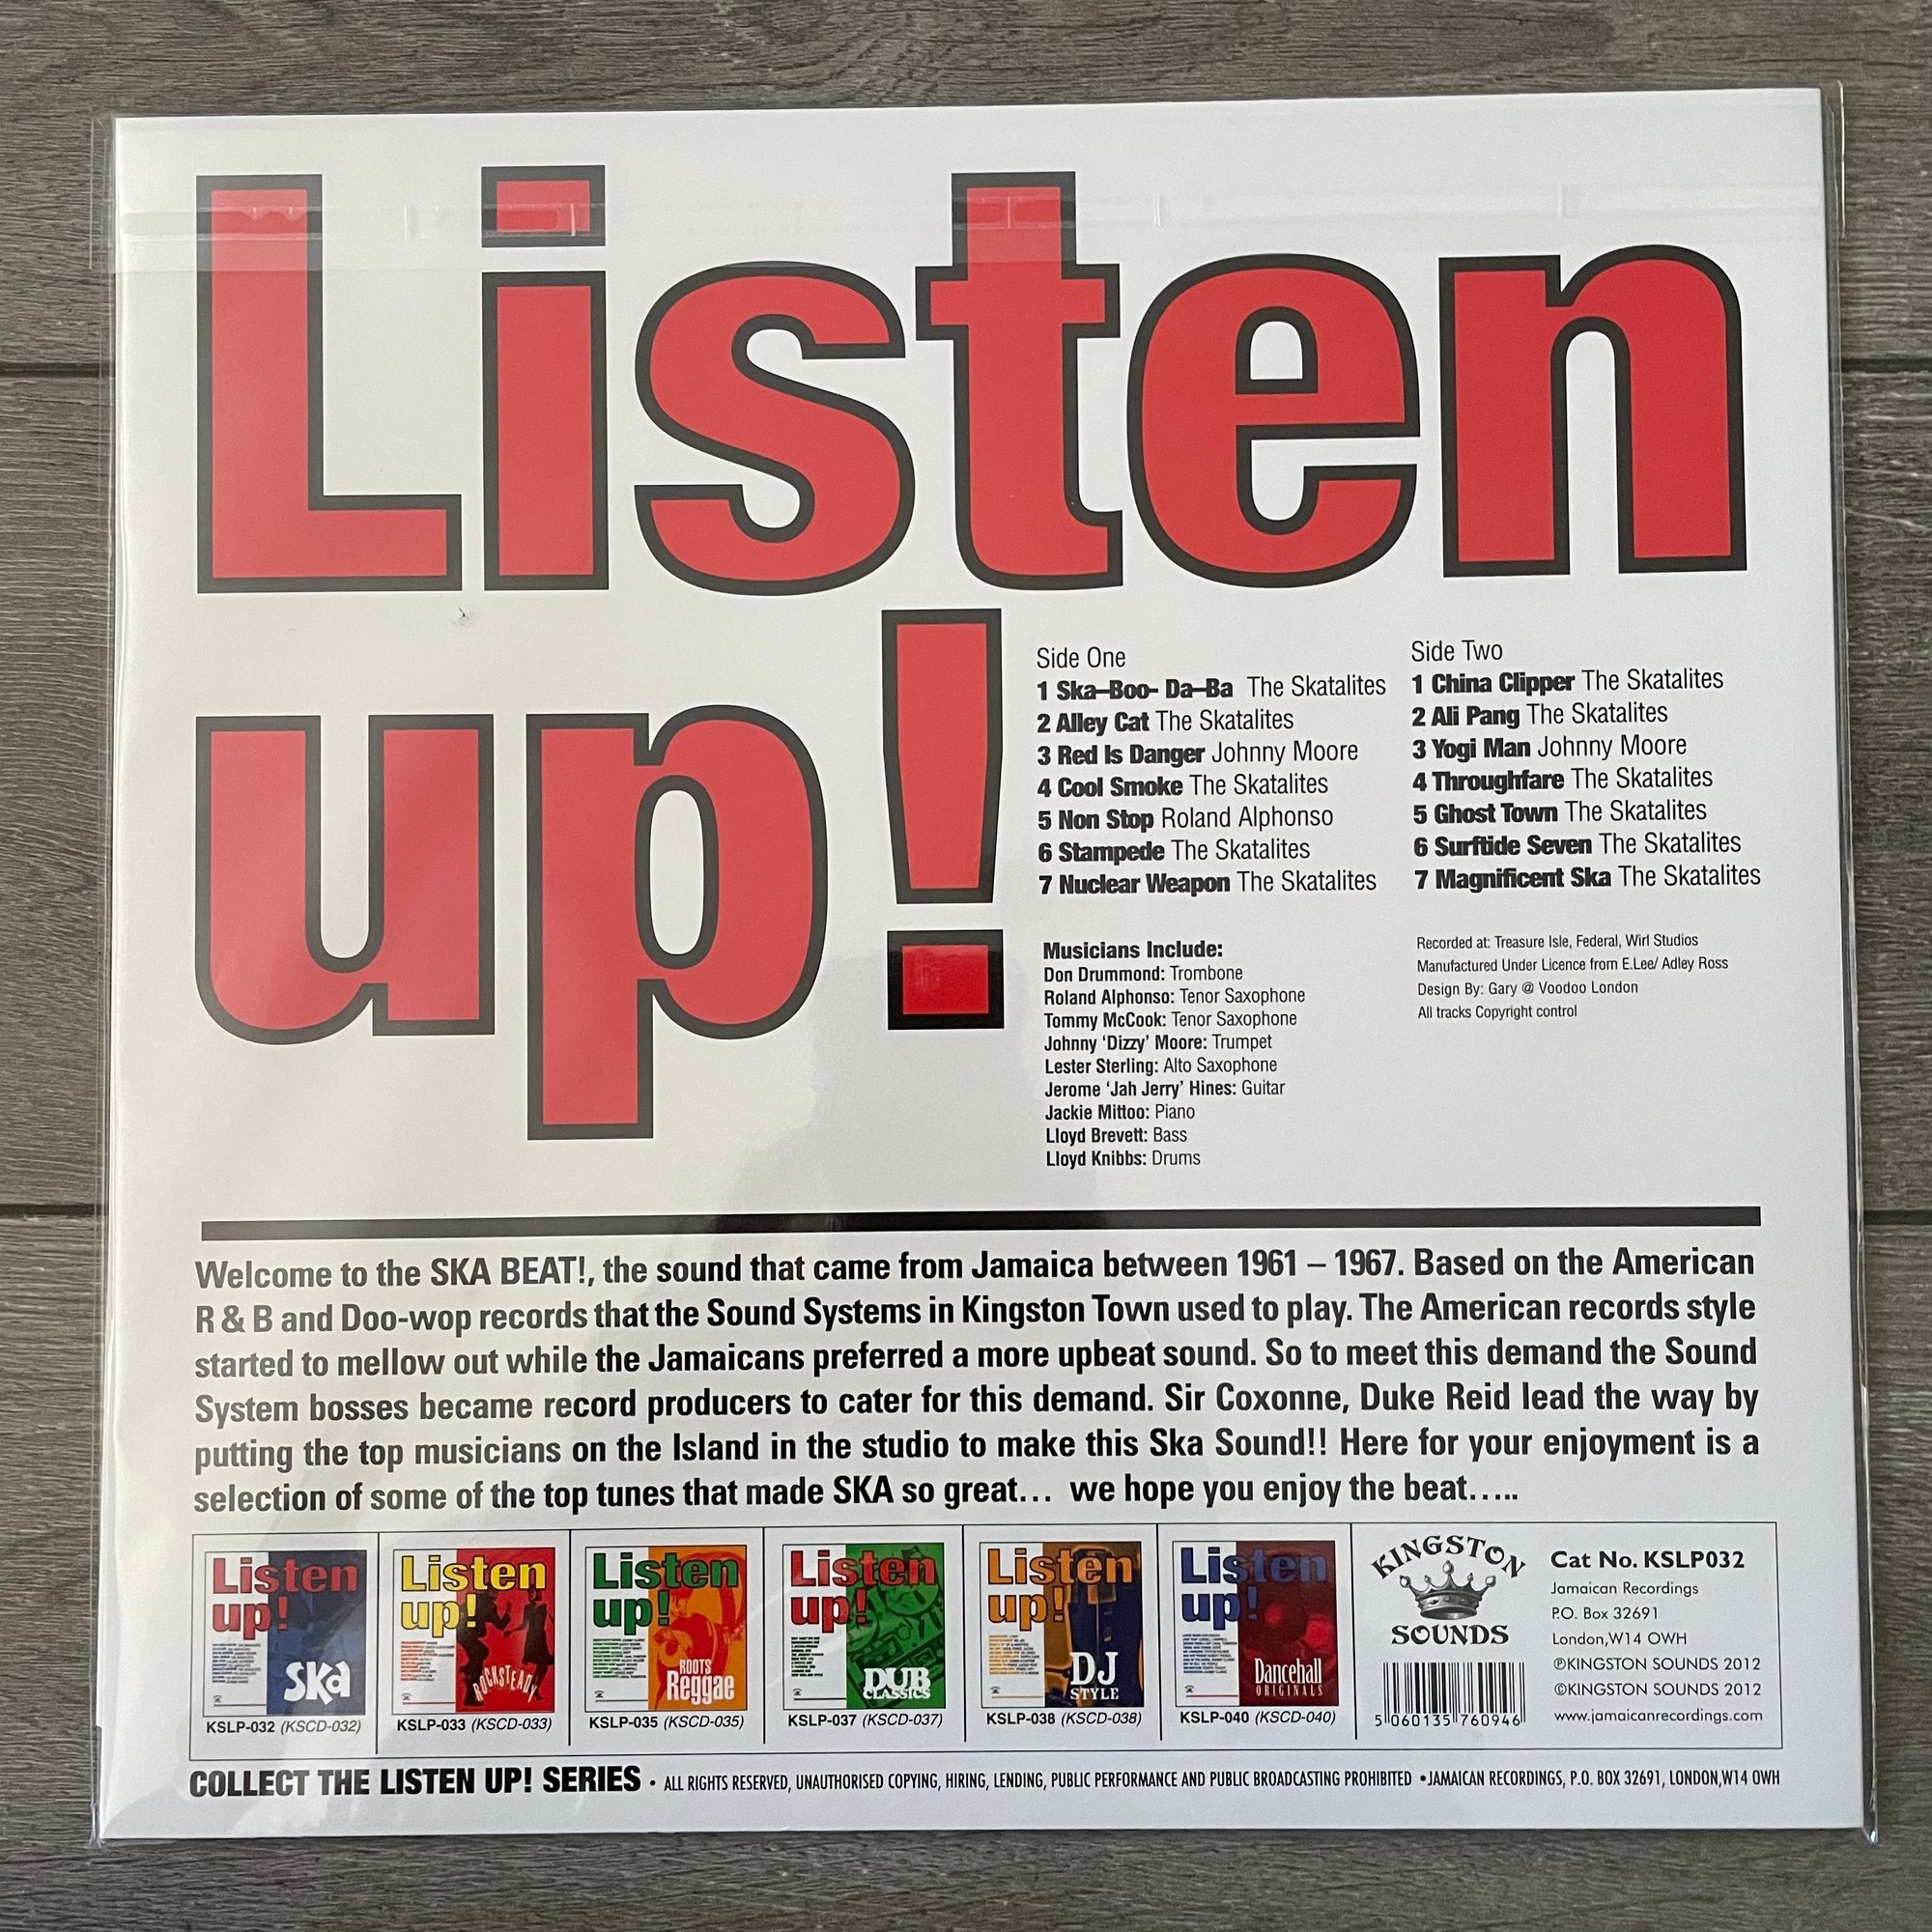 Listen
up!
Side One
1 Ska–Boo- Da–Ba The Skatalites
2 Alley Cat The Skatalites
3 Red Is Danger Johnny Moore
4 Cool Smoke The Skatalites
5 Non Stop Roland Alphonso
6 Stampede The Skatalites
7 Nuclear Weapon The Skatalites
Side Two
1 China Clipper The Skatalites
2 Ali Pang The Skatalites
3 Yogi Man Johnny Moore
4 Throughfare The Skatalites
5 Ghost Town The Skatalites
6 Surftide Seven The Skatalites
7 Magnificent Ska The Skatalites
Musicians Include:
Don Drummond: Trombone
Roland Alphonso: Tenor Saxophone
Tommy McCook: Tenor Saxophone
Johnny ‘Dizzy’ Moore: Trumpet
Lester Sterling: Alto Saxophone
Jerome ‘Jah Jerry’ Hines: Guitar
Jackie Mittoo: Piano
Lloyd Brevett: Bass
Lloyd Knibbs: Drums
Recorded at: Treasure Isle, Federal, Wirl Studios
Manufactured Under Licence from E.Lee/ Adley Ross
Design By: Gary @ Voodoo London
All tracks Copyright control
Welcome to the SKA BEAT!, the sound that came from Jamaica between 1961 – 1967. Based on the American
R & B and Doo-wop records that the Sound Systems in Kingston Town used to play. The American records style
started to mellow out while the Jamaicans preferred a more upbeat sound. So to meet this demand the Sound
System bosses became record producers to cater for this demand. Sir Coxonne, Duke Reid lead the way by
putting the top musicians on the Island in the studio to make this Ska Sound!! Here for your enjoyment is a
selection of some of the top tunes that made SKA so great... we hope you enjoy the beat.....
Listen
up!
Ska
KSLP-032 (KSCD-032)
Listen
up!
ROCKSTEADY
KSLP-033 (KSCD-033)
Listen
up!
ROOTS
Reggae
KSLP-035 (KSCD-035)
Listen
up!
DUB
CLASSICS
KSLP-037 (KSCD-037)
Listen
up!
DJ
STYLE
KSLP-038 (KSCD-038)
Listen
up!
Dancehall
ORIGINALS
KSLP-040 (KSCD-040)
KINGSTON
SOUNDS
5 060135 760946
Cat No. KSLP032
Jamaican Recordings
P.O. Box 32691
London,W14 OWH
℗KINGSTON SOUNDS 2012
©KINGSTON SOUNDS 2012
www.jamaicanrecordings.com
COLLECT THE LISTEN UP! SERIES • ALL RIGHTS RESERVED, UNAUTHORISED COPYING, HIRING, LENDING, PUBLIC PERFORMANCE AND PUBLIC BROADCASTING PROHIBITED •JAMAICAN RECORDINGS, P.O. BOX 32691, LONDON,W14 OWH